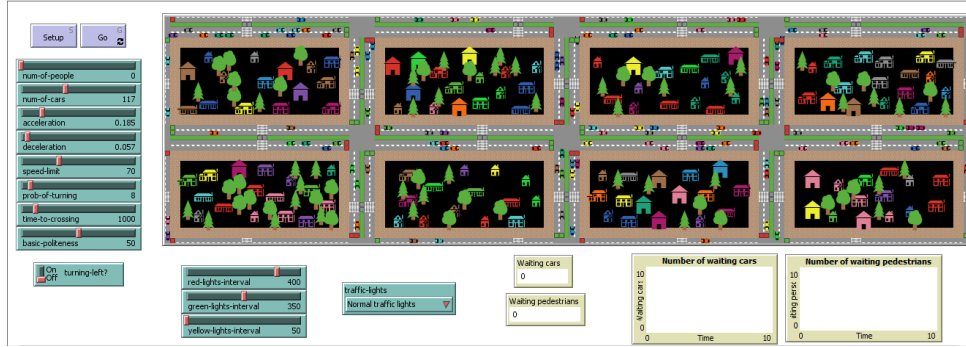 Setup S
Go G
num-of-people 0
num-of-cars 117
acceleration 0.185
deceleration 0.057
speed-limit 70
prob-of-turning 8
time-to-crossing 1000
basic-politeness 50
On
Off
turning-left?
red-lights-interval 400
green-lights-interval 350
yellow-lights-interval 50
traffic-lights
Normal traffic lights
Waiting cars
0
Waiting pedestrians
0
Number of waiting cars
Waiting cars
10
0
0 Time 10
Number of waiting pedestrians
10
0
0 Time 10